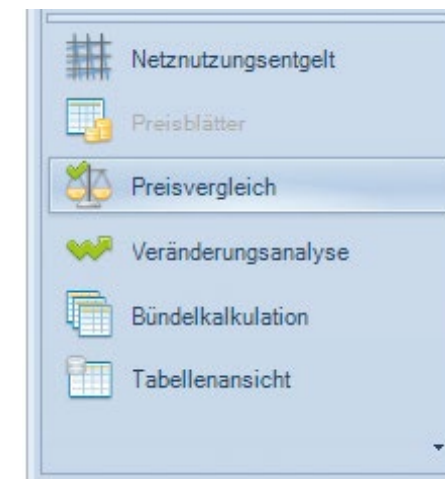 Netznutzungsentgelt
Preisblätter
Preisvergleich
Veränderungsanalyse
Bündelkalkulation
Tabellenansicht